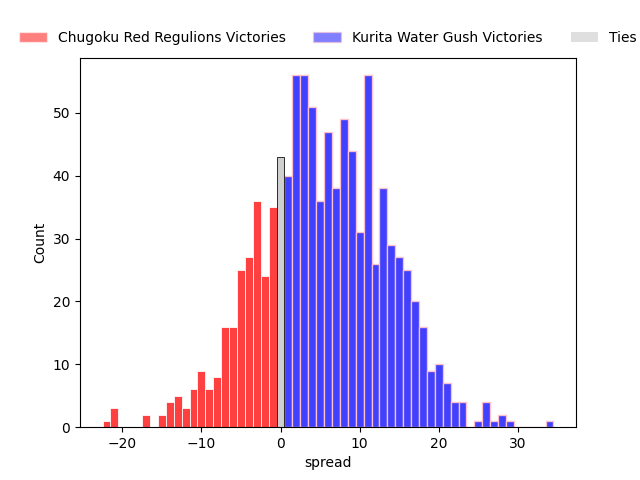 Chugoku Red Regulions Victories Kurita Water Gush Victories Ties
50
40
30
20
10
0
Count
−20 −10 0 10 20 30
spread